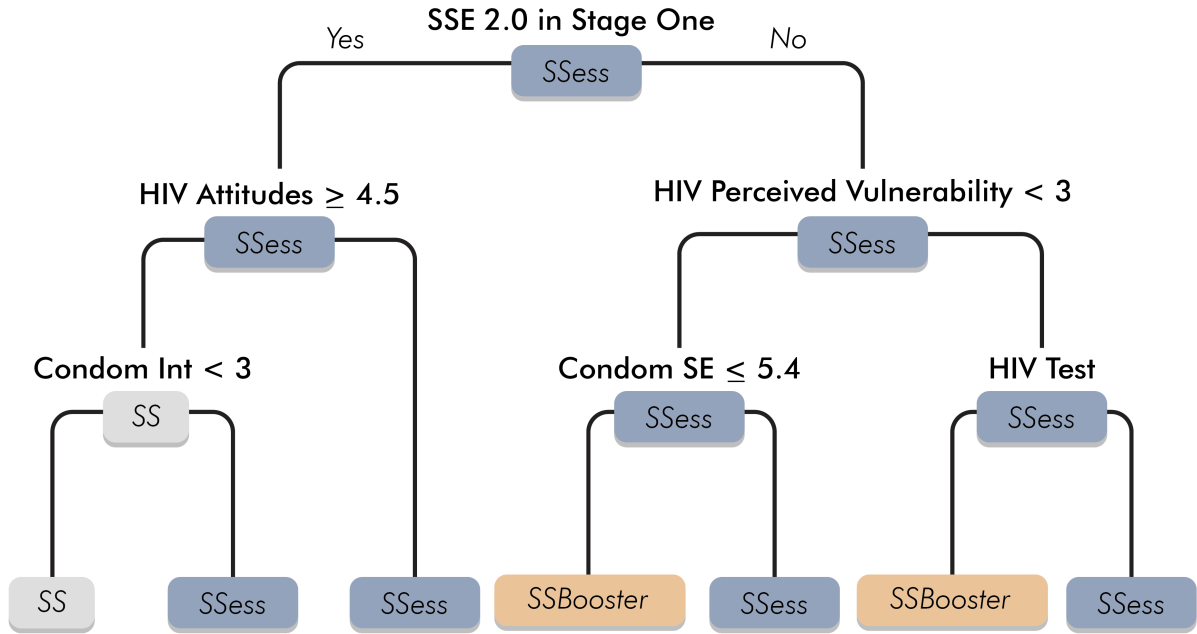 SSE 2.0 in Stage One
Yes
No
SSess
HIV Attitudes ≥ 4.5
HIV Perceived Vulnerability < 3
SSess
SSess
Condom Int < 3
Condom SE ≤ 5.4
HIV Test
SS
SSess
SSess
SS
SSess
SSess
SSBooster
SSess
SSBooster
SSess